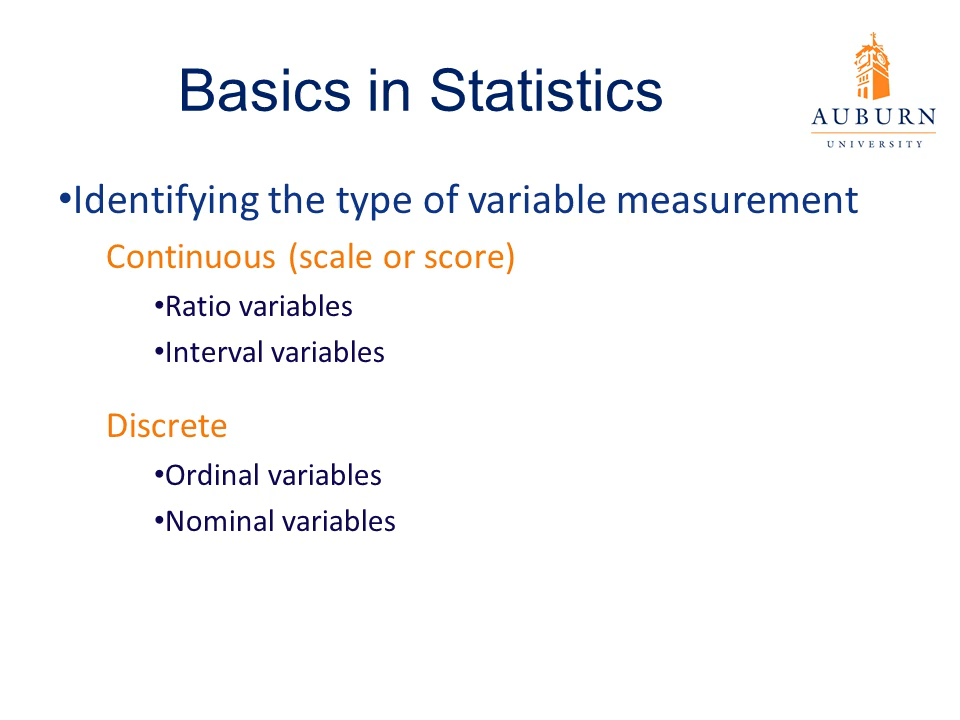 Basics in Statistics
AUBURN
UNIVERSITY
•Identifying the type of variable measurement
Continuous (scale or score)
•Ratio variables
•Interval variables
Discrete
•Ordinal variables
•Nominal variables